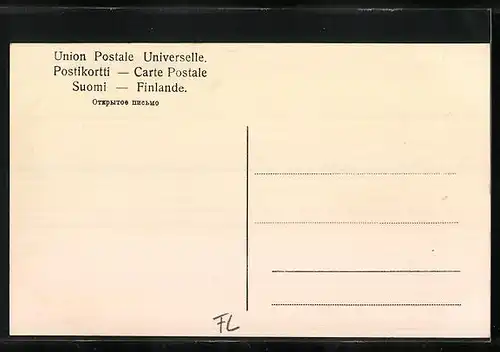 Union Postale Universelle.
Postikortti — Carte Postale
Suomi — Finlande.
Открытое письмо
FL